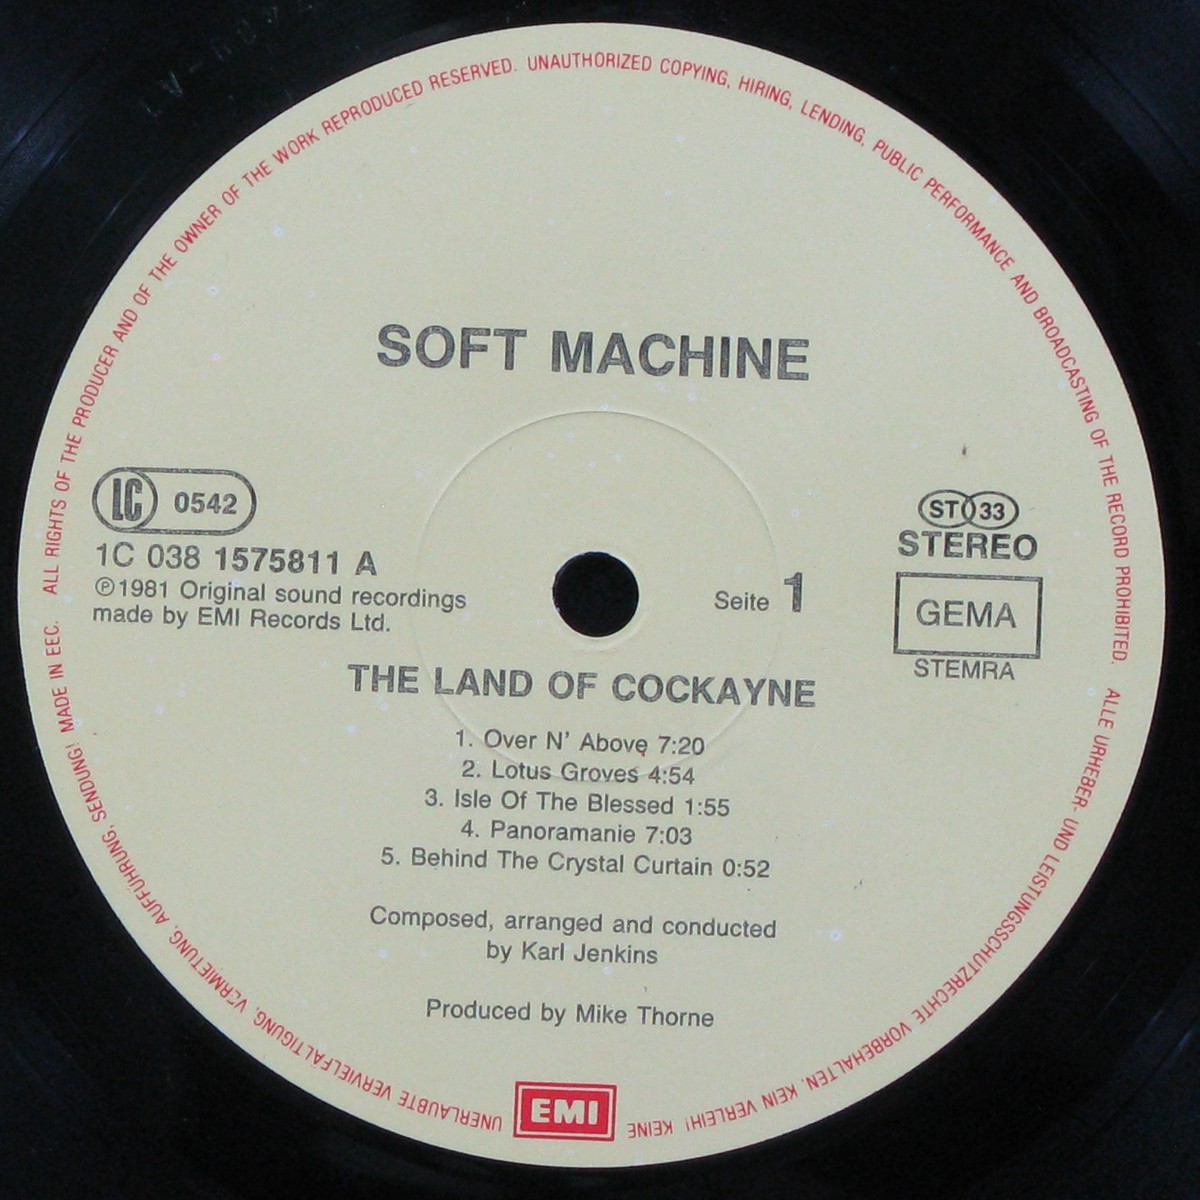 ALL RIGHTS OF THE PRODUCER AND OF THE OWNER OF THE WORK REPRODUCED RESERVED. UNAUTHORIZED COPYING, HIRING, LENDING, PUBLIC PERFORMANCE AND BROADCASTING OF THE RECORD PROHIBITED.
SOFT MACHINE
LC 0542
1C 038 1575811 A
℗1981 Original sound recordings
made by EMI Records Ltd.
Seite 1
ST 33
STEREO
GEMA
STEMRA
THE LAND OF COCKAYNE
1. Over N' Above 7:20
2. Lotus Groves 4:54
3. Isle Of The Blessed 1:55
4. Panoramanie 7:03
5. Behind The Crystal Curtain 0:52
Composed, arranged and conducted
by Karl Jenkins
Produced by Mike Thorne
EMI
ALLE URHEBER- UND LEISTUNGSSCHUTZRECHTE VORBEHALTEN, KEIN VERLEIH! KEINE UNERLAUBTE VERVIELFÄLTIGUNG, VERMIETUNG, AUFFÜHRUNG, SENDUNG! MADE IN EEC.